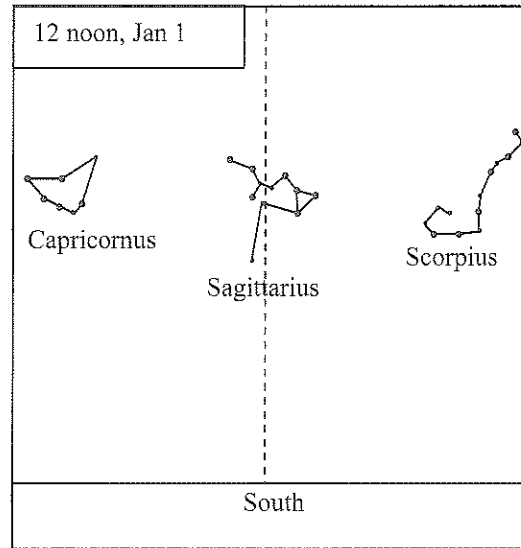 12 noon, Jan 1
Capricornus
Sagittarius
Scorpius
South